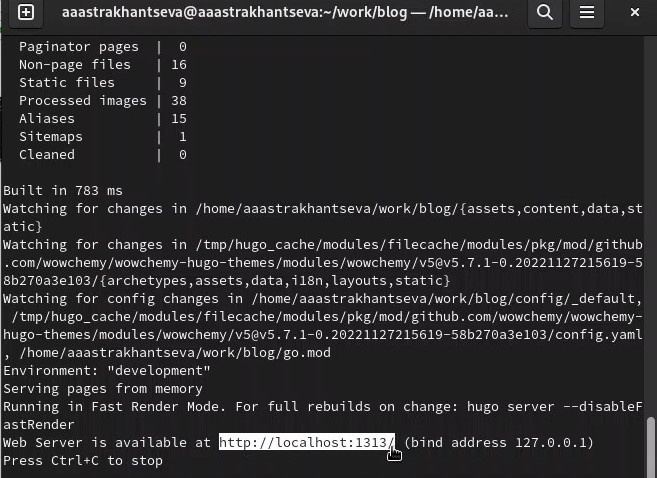 aaastrakhantseva@aaastrakhantseva:~/work/blog — /home/aa...
Paginator pages | 0
Non-page files | 16
Static files | 9
Processed images | 38
Aliases | 15
Sitemaps | 1
Cleaned | 0
Built in 783 ms
Watching for changes in /home/aaastrakhantseva/work/blog/{assets,content,data,st
atic}
Watching for changes in /tmp/hugo_cache/modules/filecache/modules/pkg/mod/github
.com/wowchemy/wowchemy-hugo-themes/modules/wowchemy/v5@v5.7.1-0.20221127215619-5
8b270a3e103/{archetypes,assets,data,i18n,layouts,static}
Watching for config changes in /home/aaastrakhantseva/work/blog/config/_default,
/tmp/hugo_cache/modules/filecache/modules/pkg/mod/github.com/wowchemy/wowchemy-
hugo-themes/modules/wowchemy/v5@v5.7.1-0.20221127215619-58b270a3e103/config.yaml
, /home/aaastrakhantseva/work/blog/go.mod
Environment: "development"
Serving pages from memory
Running in Fast Render Mode. For full rebuilds on change: hugo server --disableF
astRender
Web Server is available at http://localhost:1313/ (bind address 127.0.0.1)
Press Ctrl+C to stop